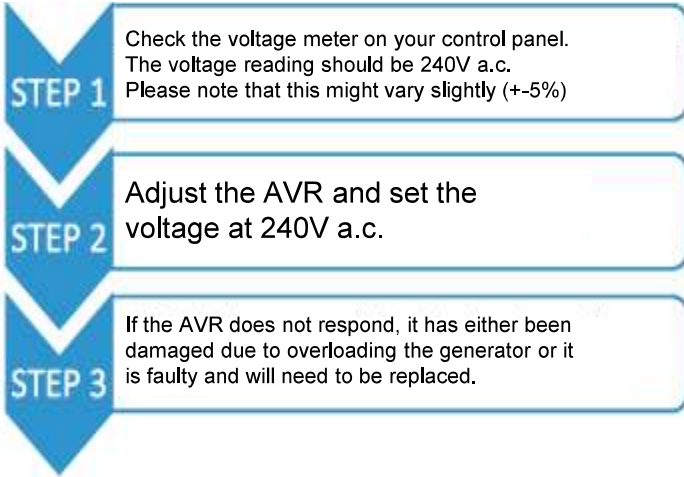 STEP 1
Check the voltage meter on your control panel.
The voltage reading should be 240V a.c.
Please note that this might vary slightly (+-5%)
STEP 2
Adjust the AVR and set the
voltage at 240V a.c.
STEP 3
If the AVR does not respond, it has either been
damaged due to overloading the generator or it
is faulty and will need to be replaced.